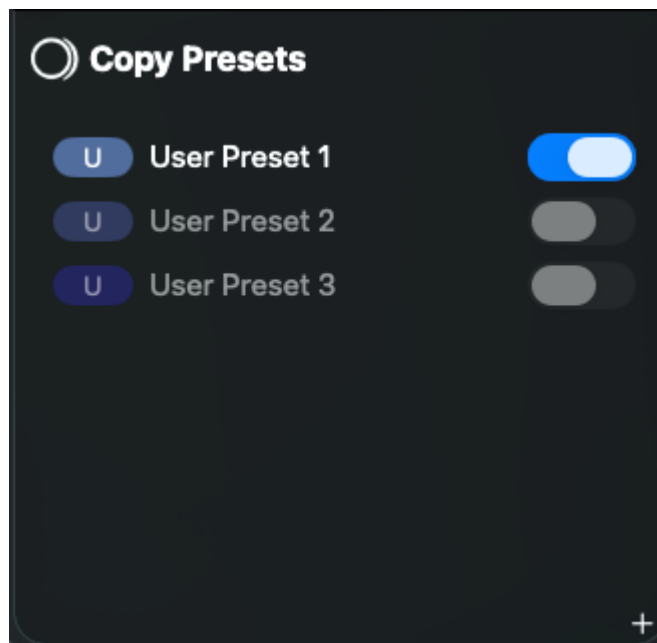 Copy Presets
U User Preset 1
U User Preset 2
U User Preset 3
+